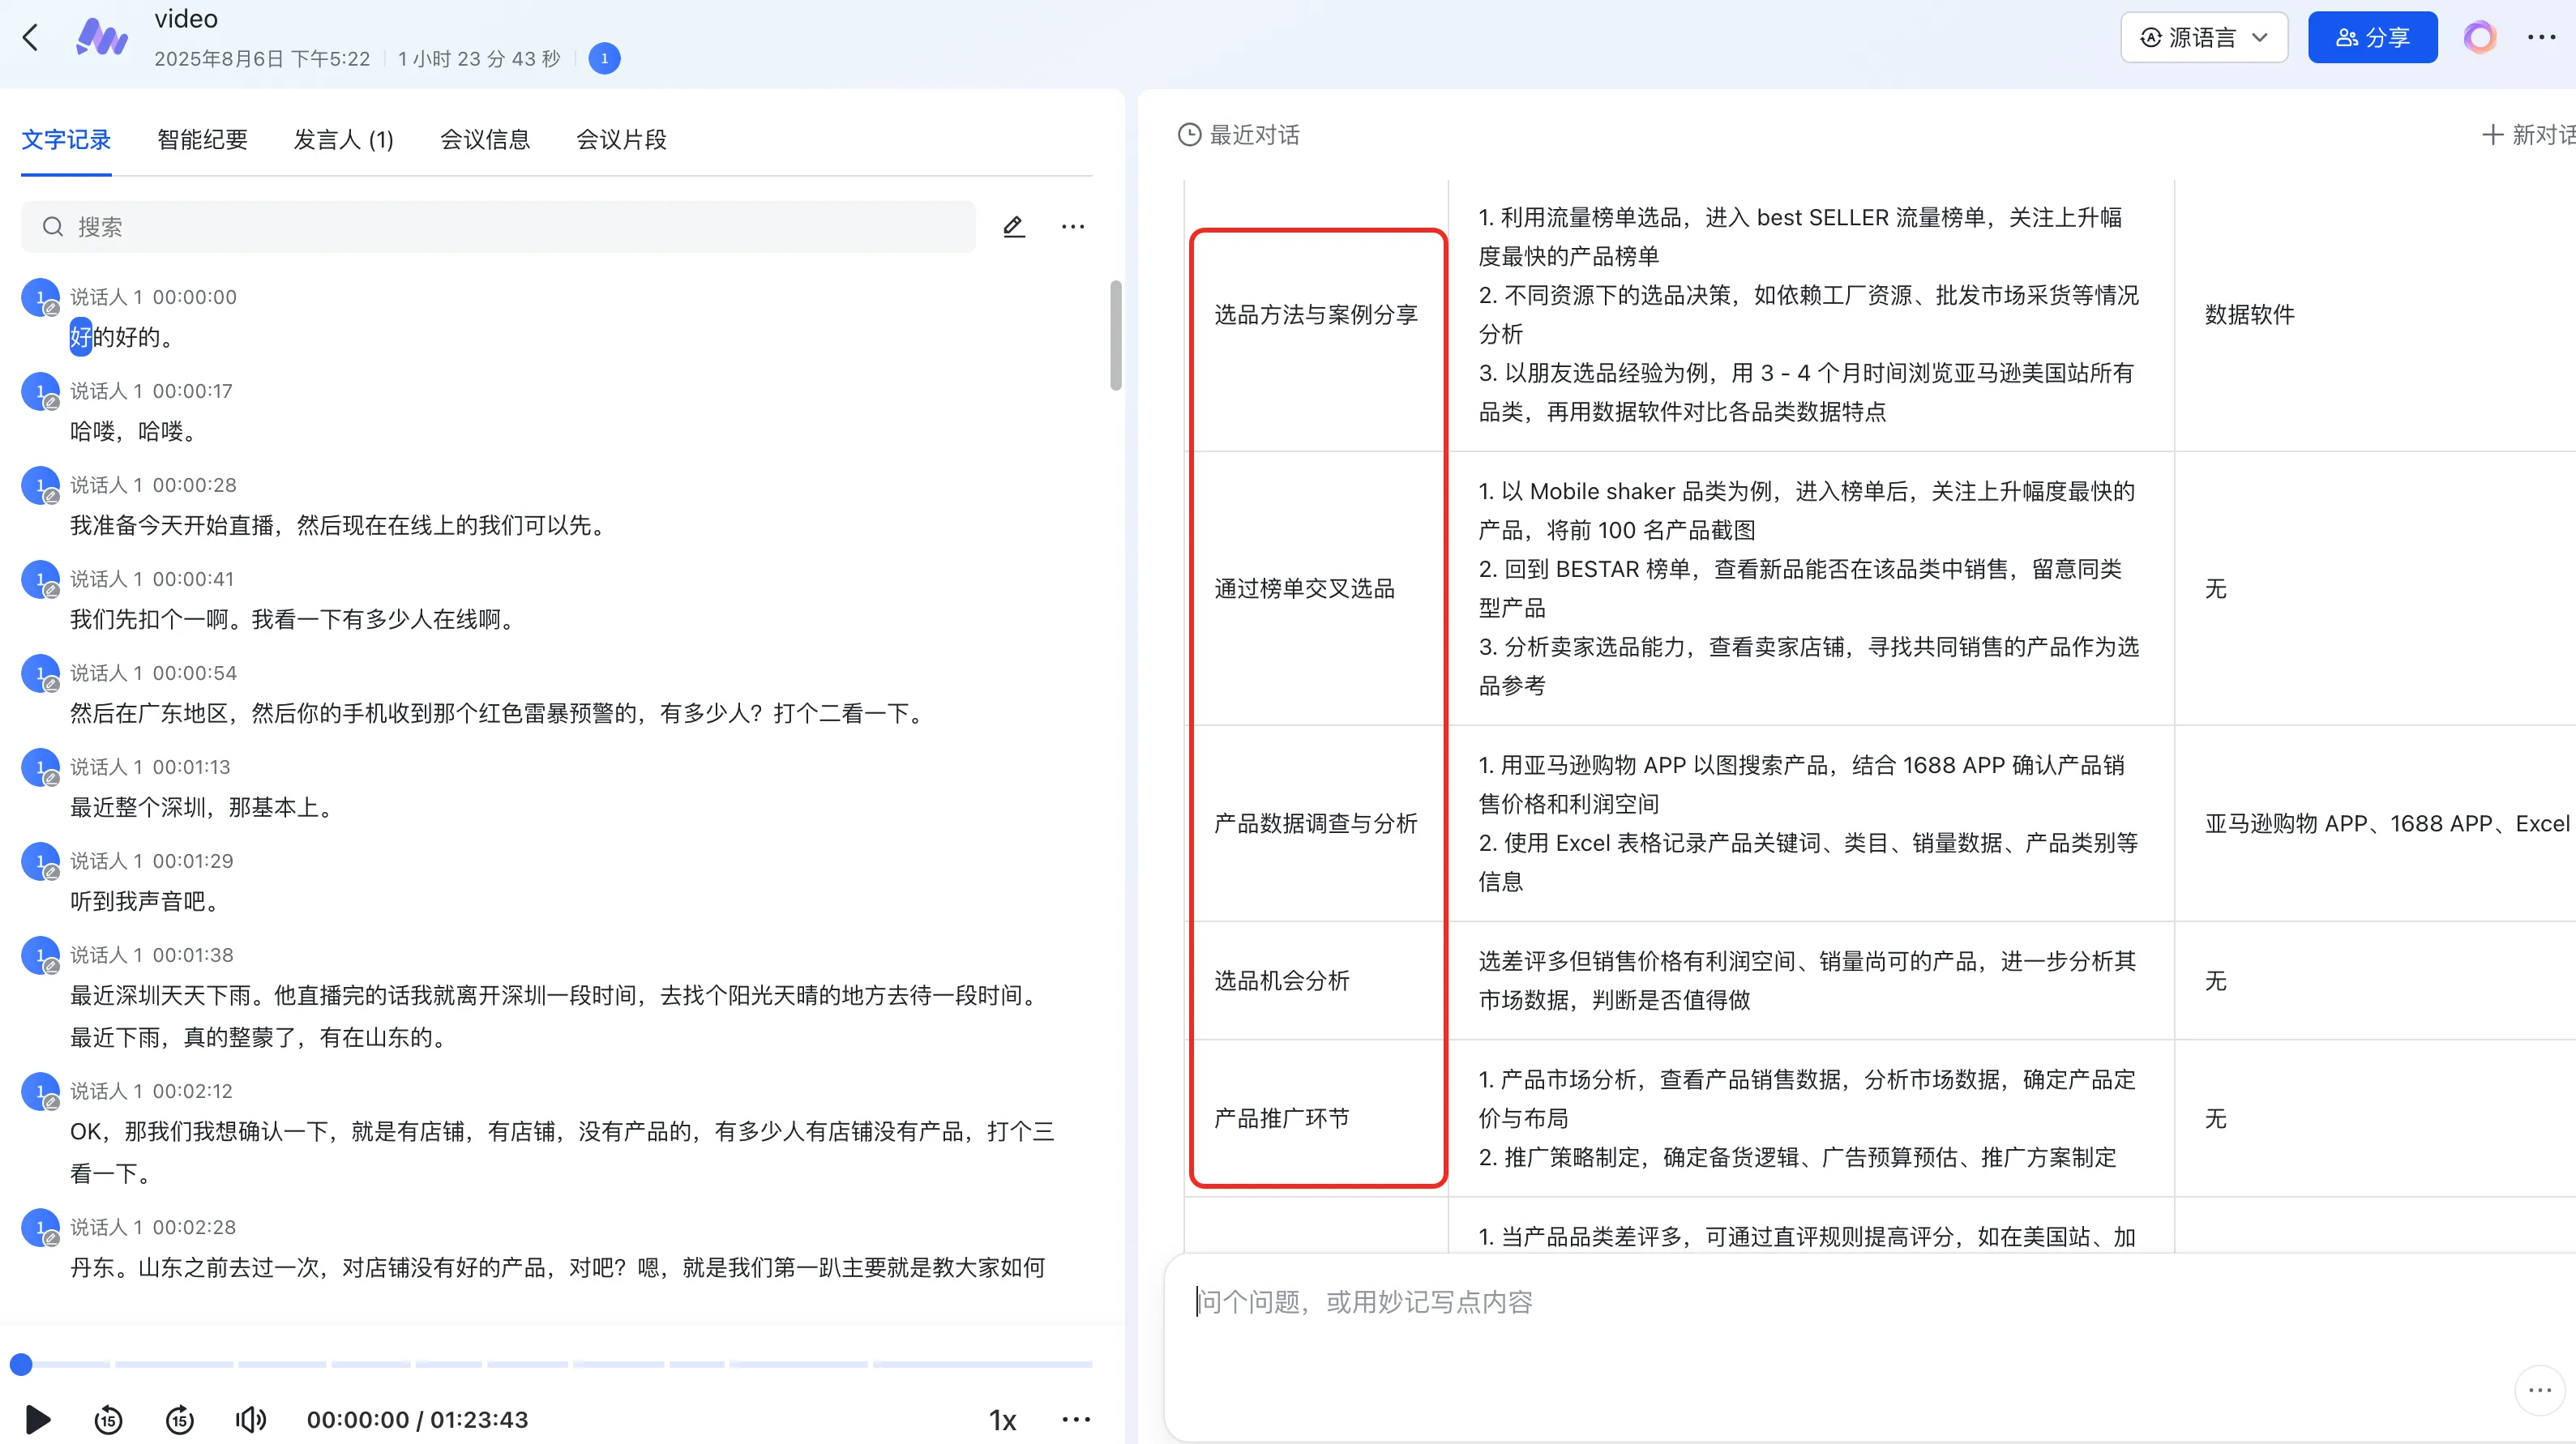 video
2025年8月6日 下午5:22
1 小时 23 分 43 秒
1
源语言
分享
文字记录
智能纪要
发言人 (1)
会议信息
会议片段
搜索
1
说话人 1 00:00:00
好的好的。
1
说话人 1 00:00:17
哈喽，哈喽。
1
说话人 1 00:00:28
我准备今天开始直播，然后现在在线上的我们可以先。
1
说话人 1 00:00:41
我们先扣个一啊。我看一下有多少人在线啊。
1
说话人 1 00:00:54
然后在广东地区，然后你的手机收到那个红色雷暴预警的，有多少人？打个二看一下。
1
说话人 1 00:01:13
最近整个深圳，那基本上。
1
说话人 1 00:01:29
听到我声音吧。
1
说话人 1 00:01:38
最近深圳天天下雨。他直播完的话我就离开深圳一段时间，去找个阳光天晴的地方去待一段时间。
最近下雨，真的整蒙了，有在山东的。
1
说话人 1 00:02:12
OK，那我们我想确认一下，就是有店铺，有店铺，没有产品的，有多少人有店铺没有产品，打个三
看一下。
1
说话人 1 00:02:28
丹东。山东之前去过一次，对店铺没有好的产品，对吧？嗯，就是我们第一趴主要就是教大家如何
15
15
00:00:00 / 01:23:43
1x
最近对话
新对话
选品方法与案例分享
1. 利用流量榜单选品，进入 best SELLER 流量榜单，关注上升幅
度最快的产品榜单
2. 不同资源下的选品决策，如依赖工厂资源、批发市场采货等情况
分析
3. 以朋友选品经验为例，用 3 - 4 个月时间浏览亚马逊美国站所有
品类，再用数据软件对比各品类数据特点
数据软件
通过榜单交叉选品
1. 以 Mobile shaker 品类为例，进入榜单后，关注上升幅度最快的
产品，将前 100 名产品截图
2. 回到 BESTAR 榜单，查看新品能否在该品类中销售，留意同类
型产品
3. 分析卖家选品能力，查看卖家店铺，寻找共同销售的产品作为选
品参考
无
产品数据调查与分析
1. 用亚马逊购物 APP 以图搜索产品，结合 1688 APP 确认产品销
售价格和利润空间
2. 使用 Excel 表格记录产品关键词、类目、销量数据、产品类别等
信息
亚马逊购物 APP、1688 APP、Excel
选品机会分析
选差评多但销售价格有利润空间、销量尚可的产品，进一步分析其
市场数据，判断是否值得做
无
产品推广环节
1. 产品市场分析，查看产品销售数据，分析市场数据，确定产品定
价与布局
2. 推广策略制定，确定备货逻辑、广告预算预估、推广方案制定
无
1. 当产品品类差评多，可通过直评规则提高评分，如在美国站、加
问个问题，或用妙记写点内容